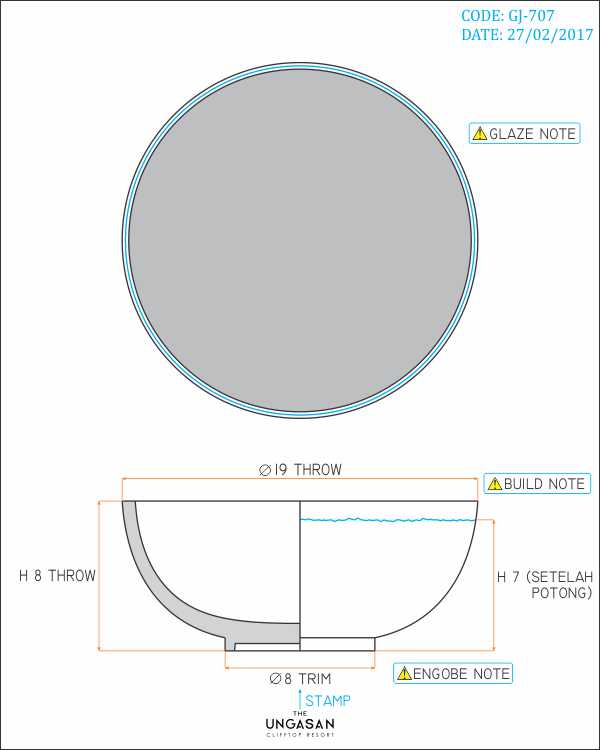 CODE: GJ-707
DATE: 27/02/2017
GLAZE NOTE
∅19 THROW
BUILD NOTE
H 8 THROW
H 7 (SETELAH
POTONG)
∅8 TRIM
ENGOBE NOTE
STAMP
THE
UNGASAN
CLIFFTOP RESORT